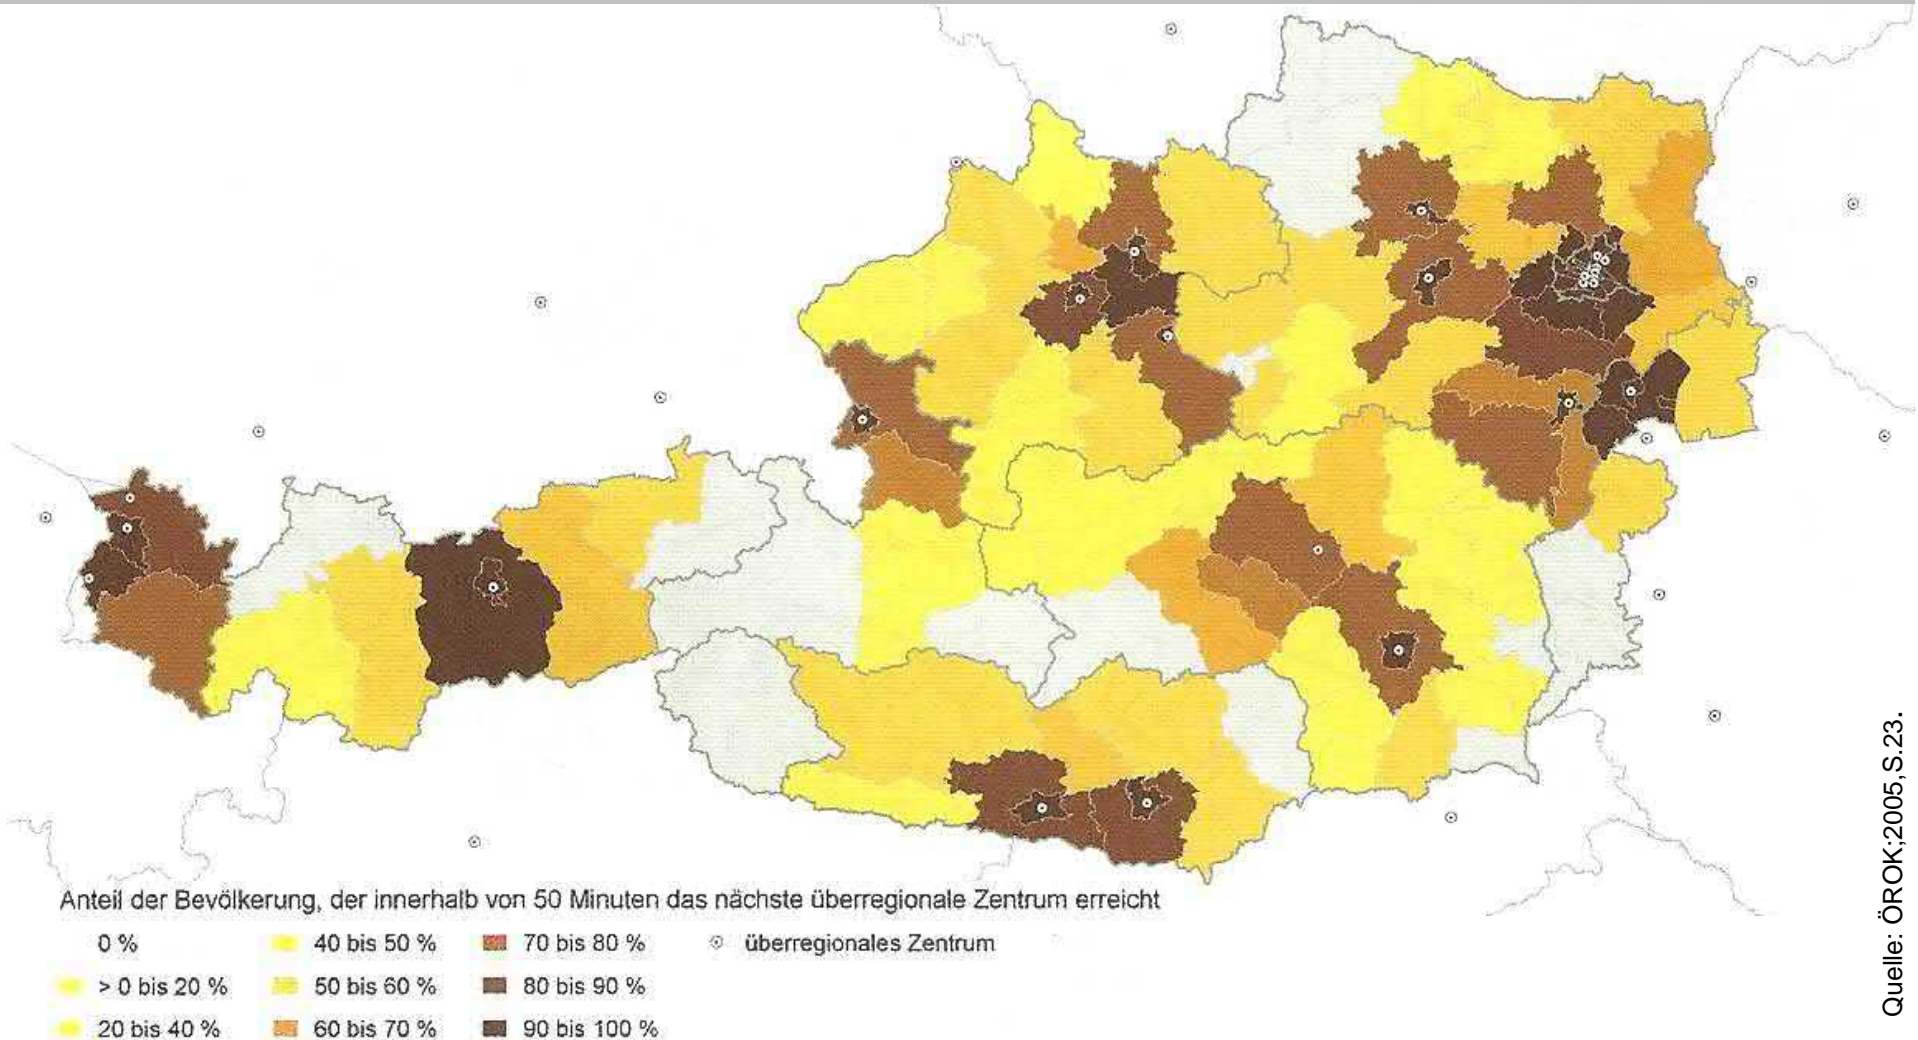 Anteil der Bevölkerung, der innerhalb von 50 Minuten das nächste überregionale Zentrum erreicht
0 %
> 0 bis 20 %
20 bis 40 %
40 bis 50 %
50 bis 60 %
60 bis 70 %
70 bis 80 %
80 bis 90 %
90 bis 100 %
überregionales Zentrum
Quelle: ÖROK;2005,S.23.